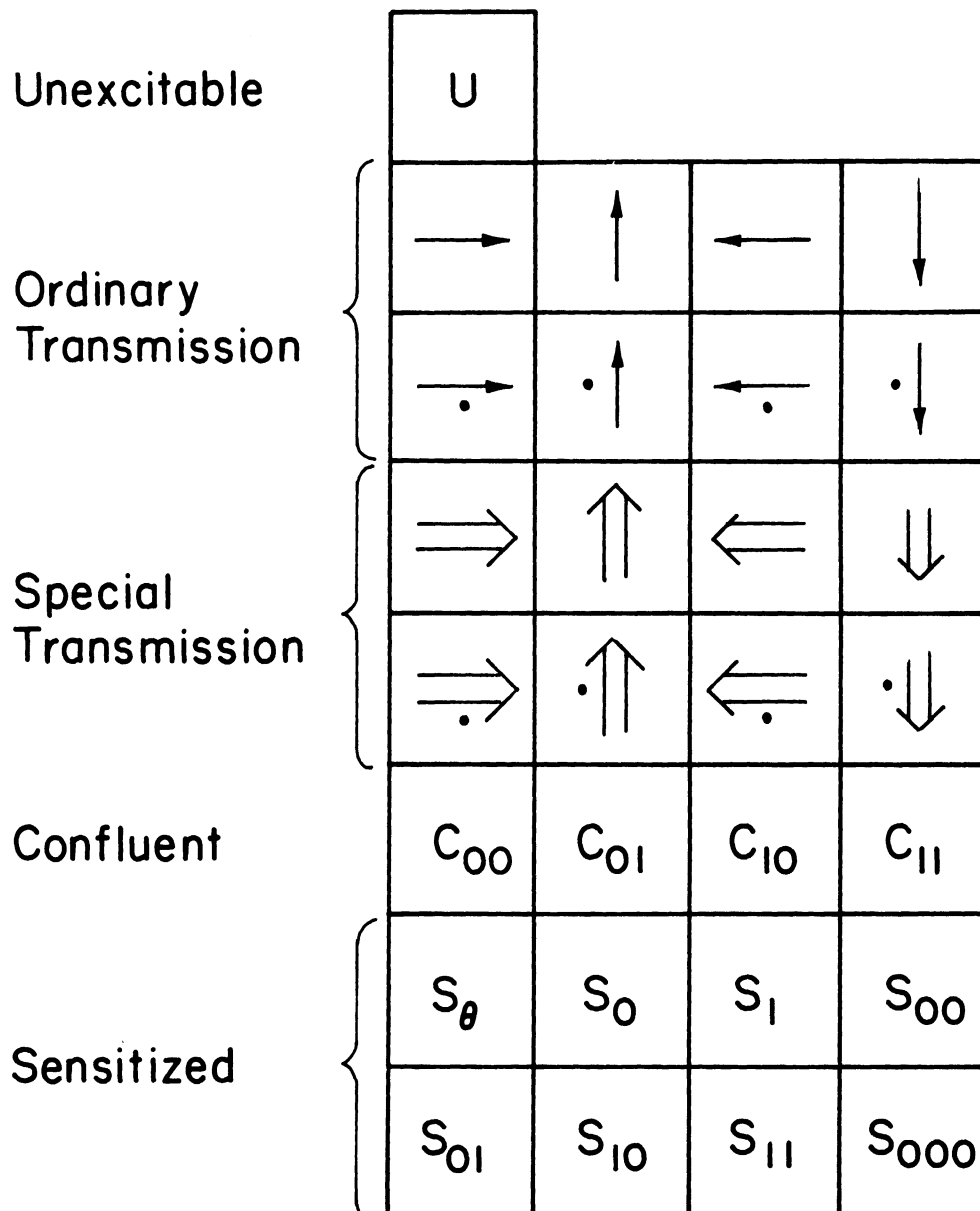 Unexcitable U
Ordinary
Transmission
Special
Transmission
Confluent C00 C01 C10 C11
Sθ S0 S1 S00
Sensitized
S01 S10 S11 S000